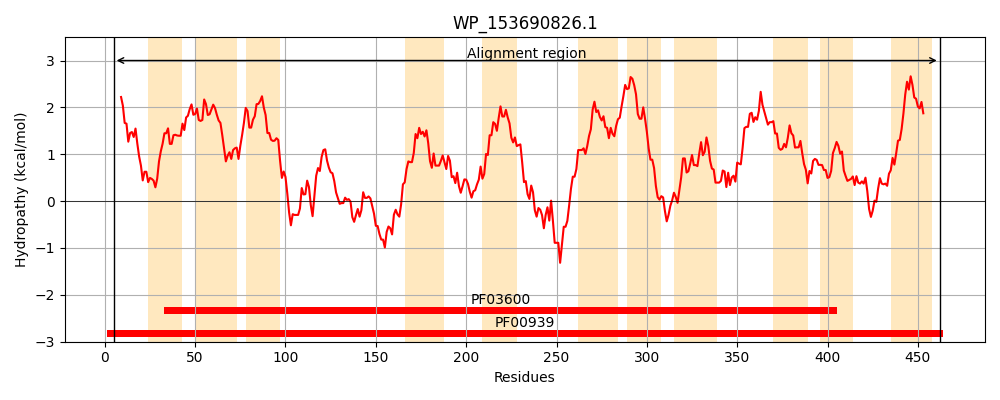 WP_153690826.1
Alignment region
Hydropathy (kcal/mol)
3
2
1
0
−1
−2
−3
PF03600
PF00939
0 50 100 150 200 250 300 350 400 450
Residues